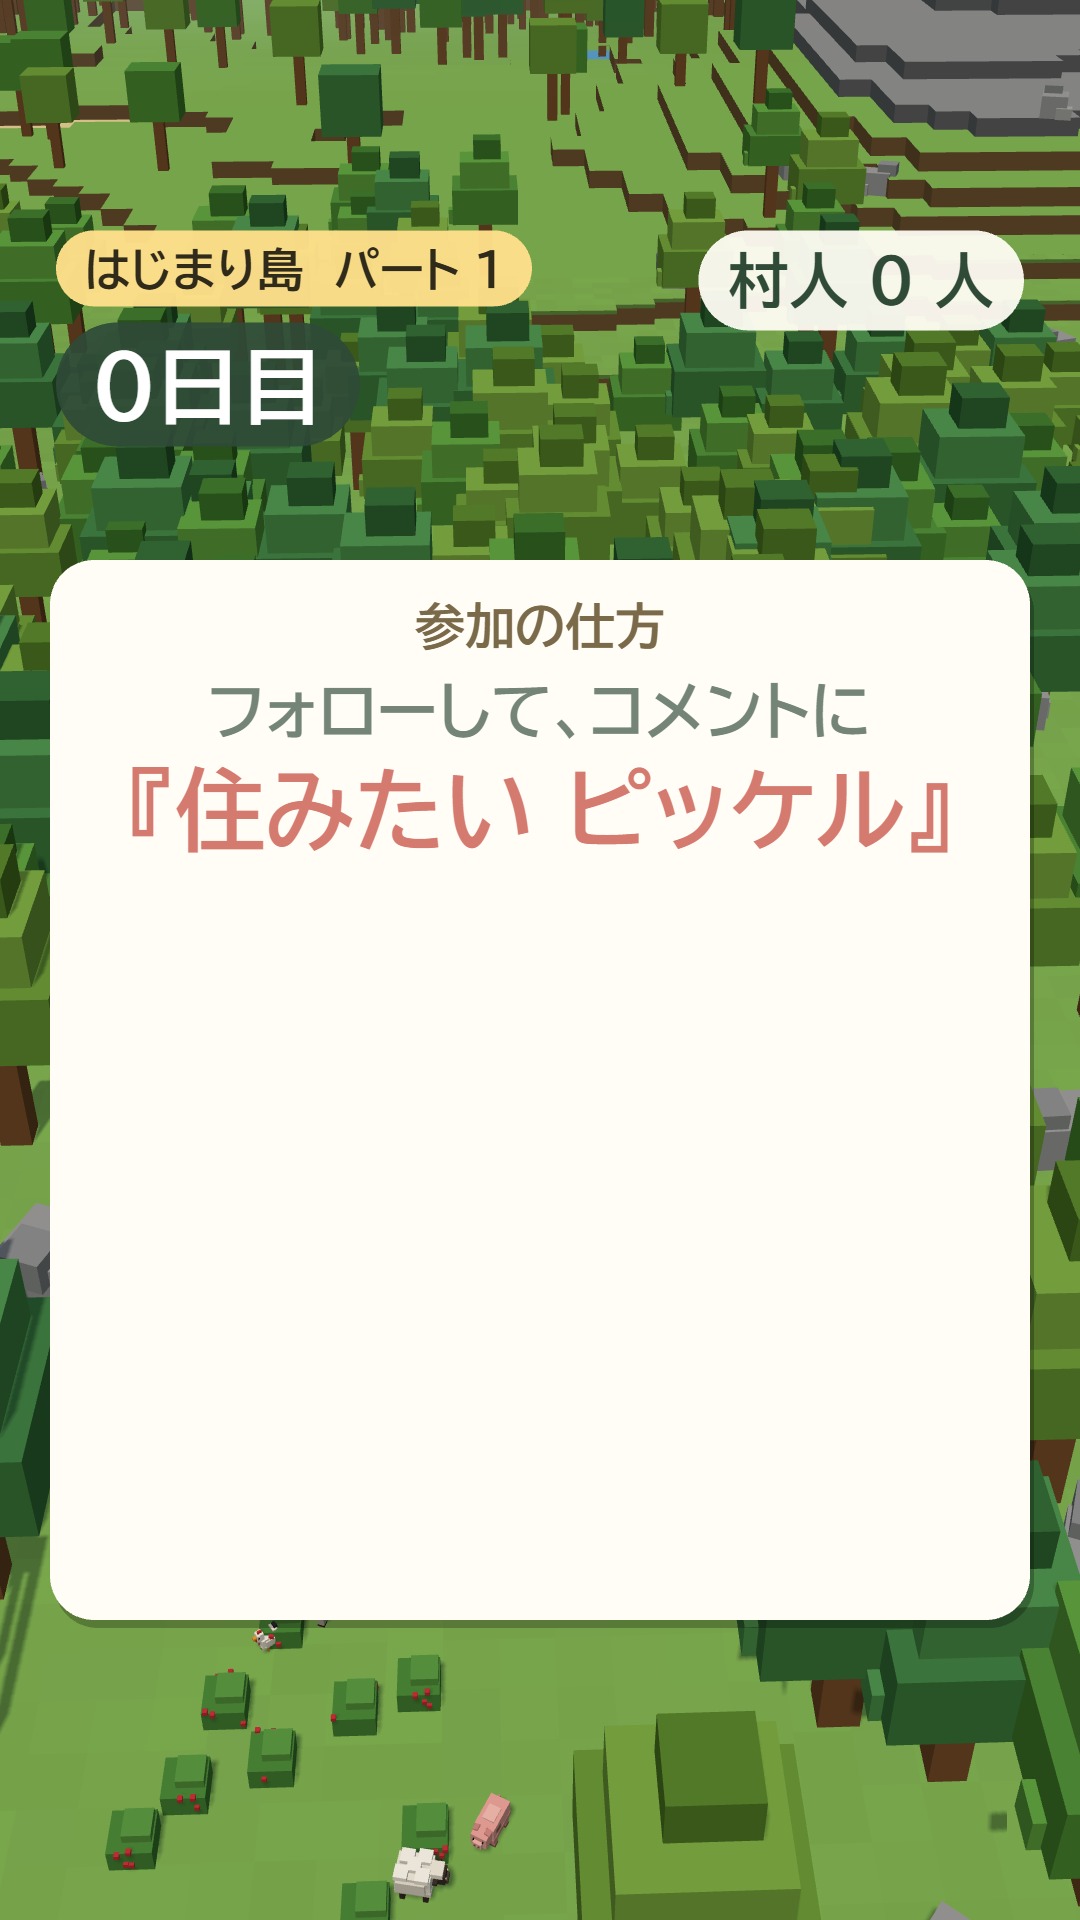 はじまり島 パート1
村人 0 人
0日目
参加の仕方
フォローして、コメントに
『住みたい ピッケル』